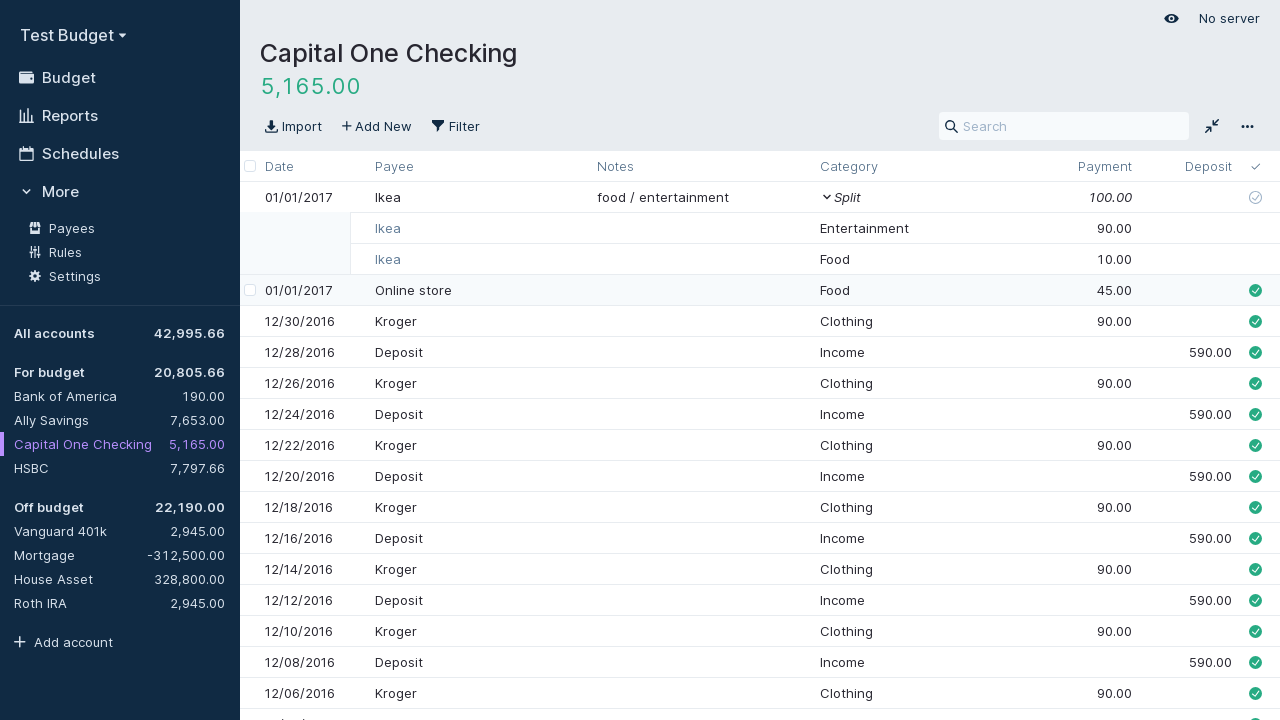 Test Budget
Budget
Reports
Schedules
More
Payees
Rules
Settings
All accounts 42,995.66
For budget 20,805.66
Bank of America 190.00
Ally Savings 7,653.00
Capital One Checking 5,165.00
HSBC 7,797.66
Off budget 22,190.00
Vanguard 401k 2,945.00
Mortgage -312,500.00
House Asset 328,800.00
Roth IRA 2,945.00
Add account
No server
Capital One Checking
5,165.00
Import Add New Filter Search
Date Payee Notes Category Payment Deposit
01/01/2017 Ikea food / entertainment Split 100.00
Ikea Entertainment 90.00
Ikea Food 10.00
01/01/2017 Online store Food 45.00
12/30/2016 Kroger Clothing 90.00
12/28/2016 Deposit Income 590.00
12/26/2016 Kroger Clothing 90.00
12/24/2016 Deposit Income 590.00
12/22/2016 Kroger Clothing 90.00
12/20/2016 Deposit Income 590.00
12/18/2016 Kroger Clothing 90.00
12/16/2016 Deposit Income 590.00
12/14/2016 Kroger Clothing 90.00
12/12/2016 Deposit Income 590.00
12/10/2016 Kroger Clothing 90.00
12/08/2016 Deposit Income 590.00
12/06/2016 Kroger Clothing 90.00